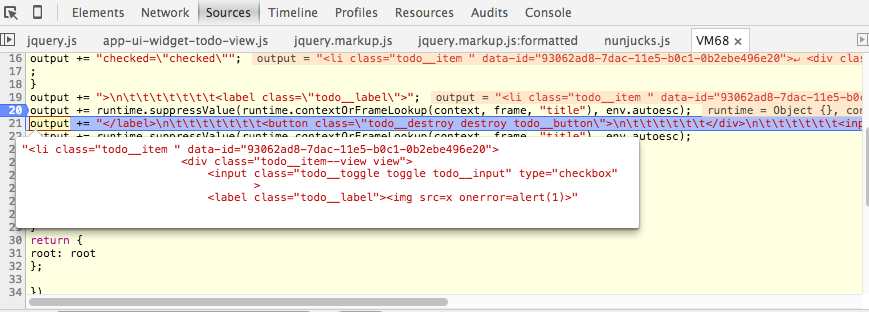 Elements Network Sources Timeline Profiles Resources Audits Console
jquery.js app-ui-widget-todo-view.js jquery.markup.js jquery.markup.js:formatted nunjucks.js VM68 ×
16 output += "checked=\"checked\""; output = "<li class="todo__item " data-id="93062ad8-7dac-11e5-b0c1-0b2ebe496e20">↵ <div clas
17 ;
18 }
19 output += ">\n\t\t\t\t\t\t\t<label class=\"todo__label\">"; output = "<li class="todo__item " data-id="93062ad8-7dac-11e5
20 output += runtime.suppressValue(runtime.contextOrFrameLookup(context, frame, "title"), env.autoesc); runtime = Object {}, con
21 output += "</label>\n\t\t\t\t\t\t\t<button class=\"todo__destroy destroy todo__button\">\n\t\t\t\t\t\t</div>\n\t\t\t\t\t\t<inp
22 output += runtime.suppressValue(runtime.contextOrFrameLookup(context, frame, "title"), env.autoesc);
"<li class="todo__item " data-id="93062ad8-7dac-11e5-b0c1-0b2ebe496e20">
<div class="todo__item--view view">
<input class="todo__toggle toggle todo__input" type="checkbox"
>
<label class="todo__label"><img src=x onerror=alert(1)>"
29 }
30 return {
31 root: root
32 };
33
34 })